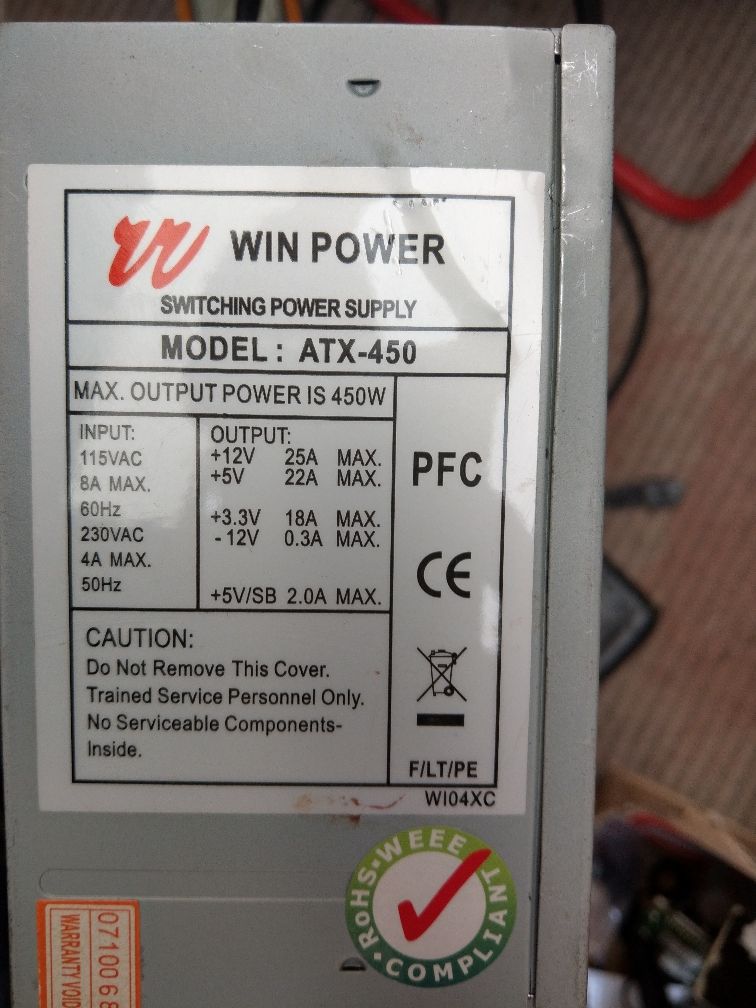 WIN POWER
SWITCHING POWER SUPPLY
MODEL : ATX-450
MAX. OUTPUT POWER IS 450W
INPUT:
115VAC
8A MAX.
60Hz
230VAC
4A MAX.
50Hz
OUTPUT:
+12V 25A MAX.
+5V 22A MAX.
+3.3V 18A MAX.
-12V 0.3A MAX.
+5V/SB 2.0A MAX.
PFC
CE
CAUTION:
Do Not Remove This Cover.
Trained Service Personnel Only.
No Serviceable Components-
Inside.
F/LT/PE
WI04XC
RoHS·WEEE
COMPLIANT
07100 68
WARRANTY VOID